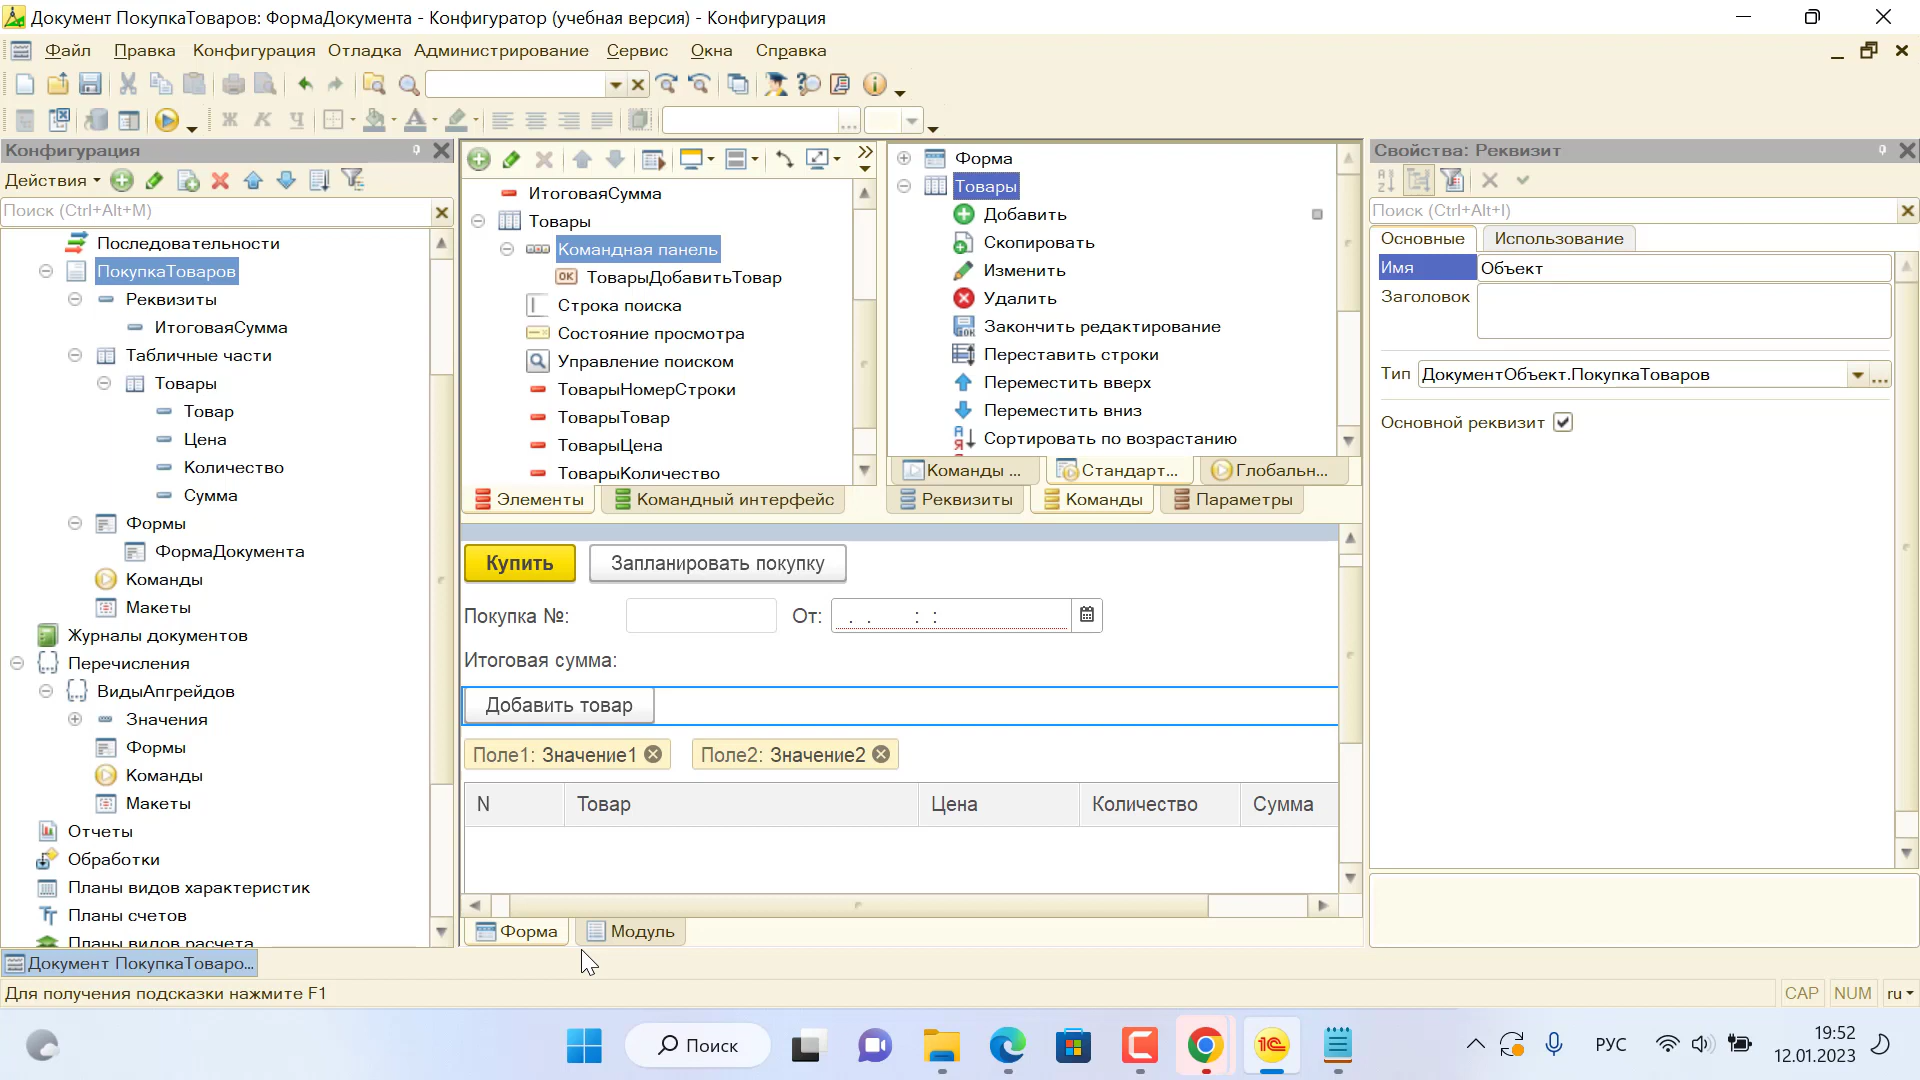 Документ ПокупкаТоваров: ФормаДокумента - Конфигуратор (учебная версия) - Конфигурация
Файл Правка Конфигурация Отладка Администрирование Сервис Окна Справка
Ж К Ч
Конфигурация
Действия
Поиск (Ctrl+Alt+M)
Последовательности
ПокупкаТоваров
Реквизиты
ИтоговаяСумма
Табличные части
Товары
Товар
Цена
Количество
Сумма
Формы
ФормаДокумента
Команды
Макеты
Журналы документов
Перечисления
ВидыАпгрейдов
Значения
Формы
Команды
Макеты
Отчеты
Обработки
Планы видов характеристик
Планы счетов
Планы видов расчета
ИтоговаяСумма
Товары
Командная панель
ТоварыДобавитьТовар
Строка поиска
Состояние просмотра
Управление поиском
ТоварыНомерСтроки
ТоварыТовар
ТоварыЦена
ТоварыКоличество
Элементы Командный интерфейс
Форма
Товары
Добавить
Скопировать
Изменить
Удалить
Закончить редактирование
Переставить строки
Переместить вверх
Переместить вниз
Сортировать по возрастанию
Команды ... Стандарт... Глобальн...
Реквизиты Команды Параметры
Купить Запланировать покупку
Покупка №: От: . . : :
Итоговая сумма:
Добавить товар
Поле1: Значение1 Поле2: Значение2
N Товар Цена Количество Сумма
Форма Модуль
Свойства: Реквизит
Поиск (Ctrl+Alt+I)
Основные Использование
Имя Объект
Заголовок
Тип ДокументОбъект.ПокупкаТоваров
Основной реквизит
Документ ПокупкаТоваро...
Для получения подсказки нажмите F1
CAP NUM ru
Поиск
РУС
19:52
12.01.2023